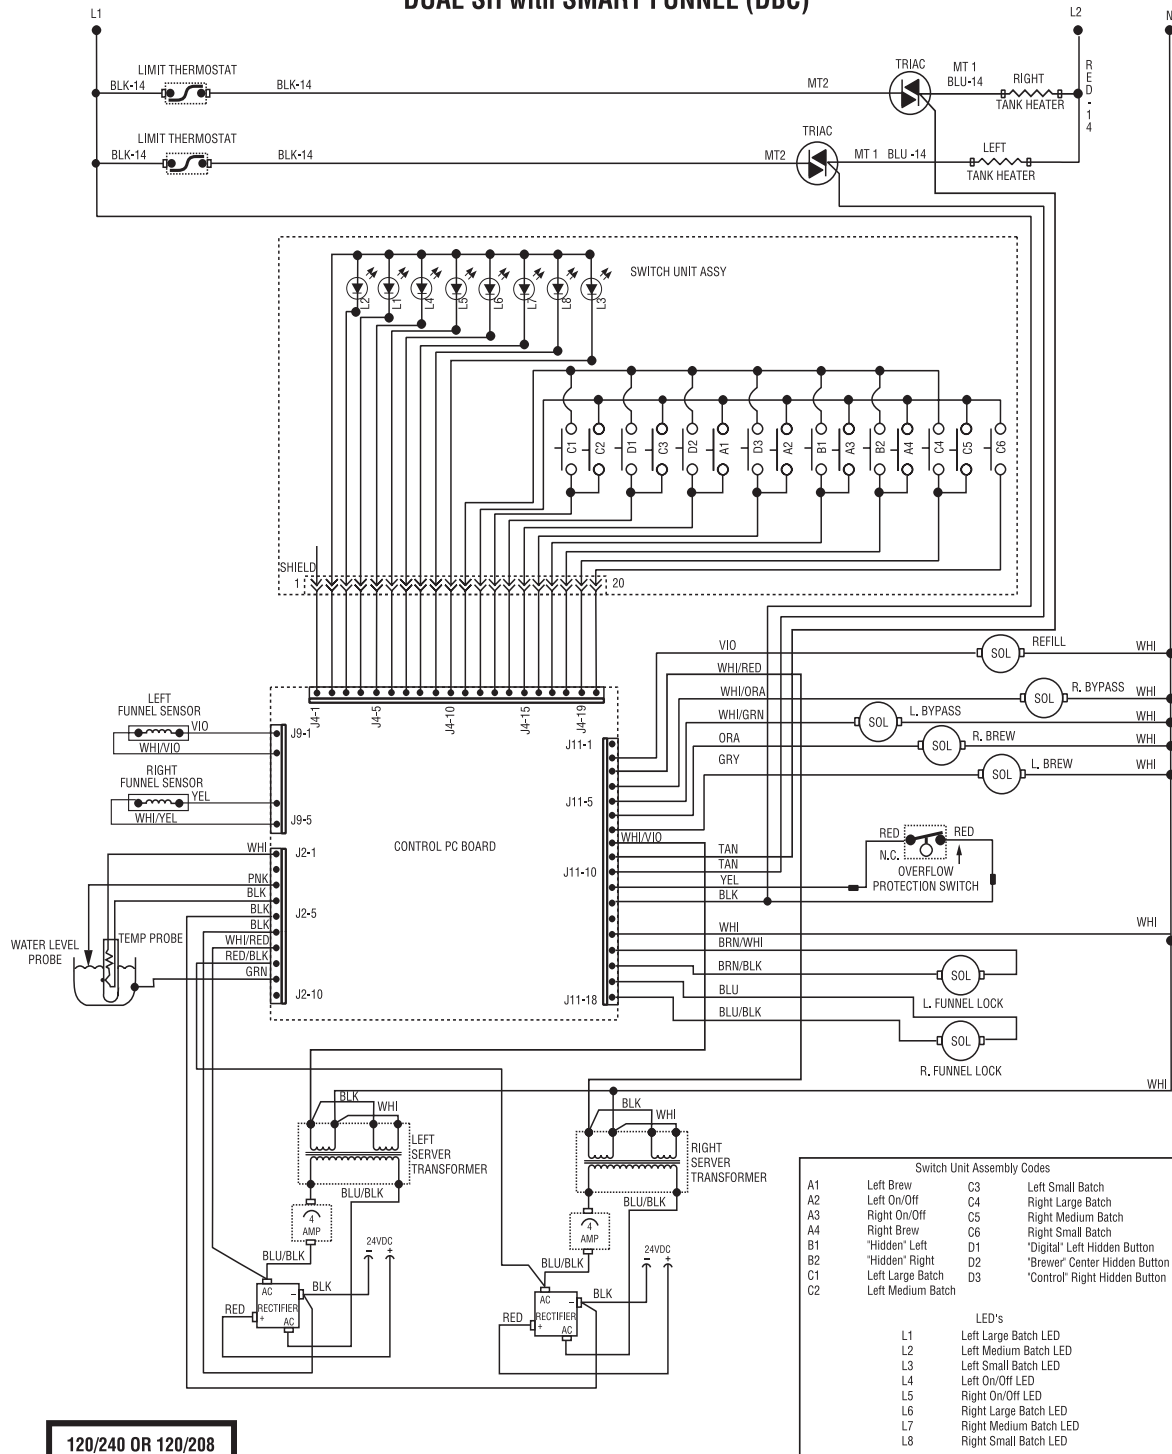 DUAL SH with SMART FUNNEL (DBC)
L1
L2
N
LIMIT THERMOSTAT
BLK-14
BLK-14
MT2
TRIAC
MT 1
BLU-14
RIGHT
TANK HEATER
RED-14
LIMIT THERMOSTAT
BLK-14
BLK-14
MT2
TRIAC
MT 1 BLU -14
LEFT
TANK HEATER
SWITCH UNIT ASSY
L2 L1 L4 L5 L6 L7 L8 L3
C1 C2 D1 C3 D2 A1 D3 A2 B1 A3 B2 A4 C4 C5 C6
SHIELD
1
20
J4-1 J4-5 J4-10 J4-15 J4-19
LEFT
FUNNEL SENSOR
VIO
WHI/VIO
RIGHT
FUNNEL SENSOR
YEL
WHI/YEL
J9-1
J9-5
CONTROL PC BOARD
J2-1
J2-5
J2-10
WHI
PNK
BLK
BLK
BLK
WHI/RED
RED/BLK
GRN
WATER LEVEL
PROBE
TEMP PROBE
J11-1
J11-5
J11-10
J11-18
VIO
SOL
REFILL
WHI
WHI/RED
WHI/ORA
SOL
R. BYPASS
WHI
WHI/GRN
SOL
L. BYPASS
WHI
ORA
SOL
R. BREW
WHI
GRY
SOL
L. BREW
WHI
WHI/VIO
TAN
TAN
YEL
BLK
RED
RED
N.C.
OVERFLOW
PROTECTION SWITCH
WHI
WHI
BRN/WHI
BRN/BLK
SOL
L. FUNNEL LOCK
BLU
BLU/BLK
SOL
R. FUNNEL LOCK
WHI
BLK
WHI
LEFT
SERVER
TRANSFORMER
BLU/BLK
4
AMP
BLU/BLK
24VDC
- +
BLK
AC
-
RECTIFIER
+
AC
RED
BLK
WHI
RIGHT
SERVER
TRANSFORMER
BLU/BLK
4
AMP
BLU/BLK
24VDC
- +
BLK
AC
-
RECTIFIER
+
AC
RED
Switch Unit Assembly Codes
A1 Left Brew
A2 Left On/Off
A3 Right On/Off
A4 Right Brew
B1 "Hidden" Left
B2 "Hidden" Right
C1 Left Large Batch
C2 Left Medium Batch
C3 Left Small Batch
C4 Right Large Batch
C5 Right Medium Batch
C6 Right Small Batch
D1 "Digital" Left Hidden Button
D2 "Brewer" Center Hidden Button
D3 "Control" Right Hidden Button
LED's
L1 Left Large Batch LED
L2 Left Medium Batch LED
L3 Left Small Batch LED
L4 Left On/Off LED
L5 Right On/Off LED
L6 Right Large Batch LED
L7 Right Medium Batch LED
L8 Right Small Batch LED
120/240 OR 120/208